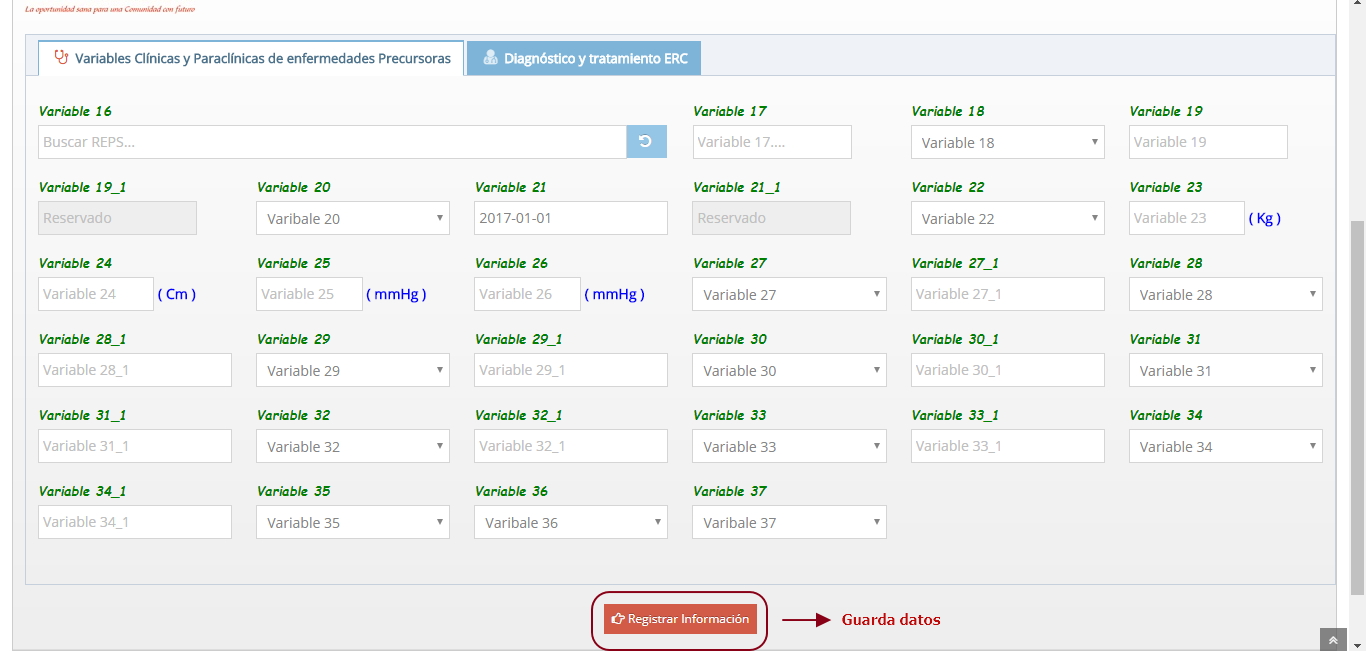 La oportunidad sana para una Comunidad con futuro
Variables Clínicas y Paraclínicas de enfermedades Precursoras
Diagnóstico y tratamiento ERC
Variable 16
Variable 17
Variable 18
Variable 19
Buscar REPS...
Variable 17....
Variable 18
Variable 19
Variable 19_1
Variable 20
Variable 21
Variable 21_1
Variable 22
Variable 23
Reservado
Varibale 20
2017-01-01
Reservado
Variable 22
Variable 23
( Kg )
Variable 24
Variable 25
Variable 26
Variable 27
Variable 27_1
Variable 28
Variable 24
( Cm )
Variable 25
( mmHg )
Variable 26
( mmHg )
Variable 27
Variable 27_1
Variable 28
Variable 28_1
Variable 29
Variable 29_1
Variable 30
Variable 30_1
Variable 31
Variable 28_1
Variable 29
Variable 29_1
Variable 30
Variable 30_1
Variable 31
Variable 31_1
Variable 32
Variable 32_1
Variable 33
Variable 33_1
Variable 34
Variable 31_1
Variable 32
Variable 32_1
Variable 33
Variable 33_1
Variable 34
Variable 34_1
Variable 35
Variable 36
Variable 37
Variable 34_1
Variable 35
Varibale 36
Varibale 37
Registrar Información
Guarda datos